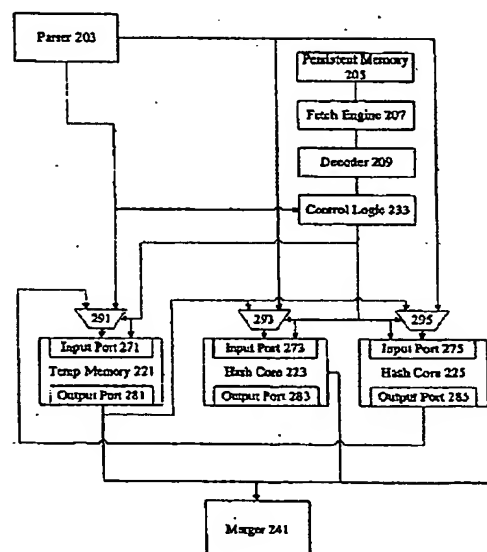 Parser 203
Persistent Memory
205
Fetch Engine 207
Decoder 209
Control Logic 233
291
293
295
Input Port 271
Temp Memory 221
Output Port 281
Input Port 273
Hash Core 223
Output Port 283
Input Port 275
Hash Core 225
Output Port 285
Merger 241